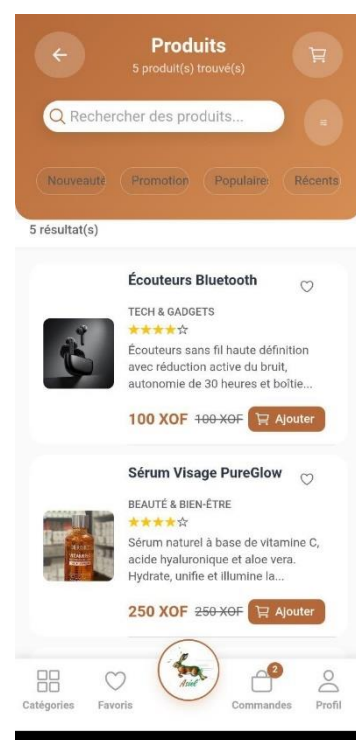 Produits
5 produit(s) trouvé(s)
Rechercher des produits...
Nouveauté Promotion Populaire Récents
5 résultat(s)
Écouteurs Bluetooth
TECH & GADGETS
Écouteurs sans fil haute définition
avec réduction active du bruit,
autonomie de 30 heures et boîtie...
100 XOF 100 XOF Ajouter
Sérum Visage PureGlow
BEAUTÉ & BIEN-ÊTRE
Sérum naturel à base de vitamine C,
acide hyaluronique et aloe vera.
Hydrate, unifie et illumine la...
250 XOF 250 XOF Ajouter
2
Catégories Favoris Commandes Profil